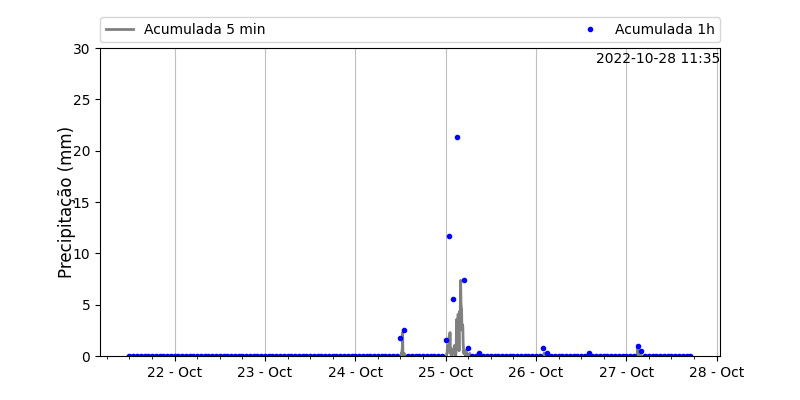 Acumulada 5 min
Acumulada 1h
2022-10-28 11:35
Precipitação (mm)
30
25
20
15
10
5
0
22 - Oct
23 - Oct
24 - Oct
25 - Oct
26 - Oct
27 - Oct
28 - Oct